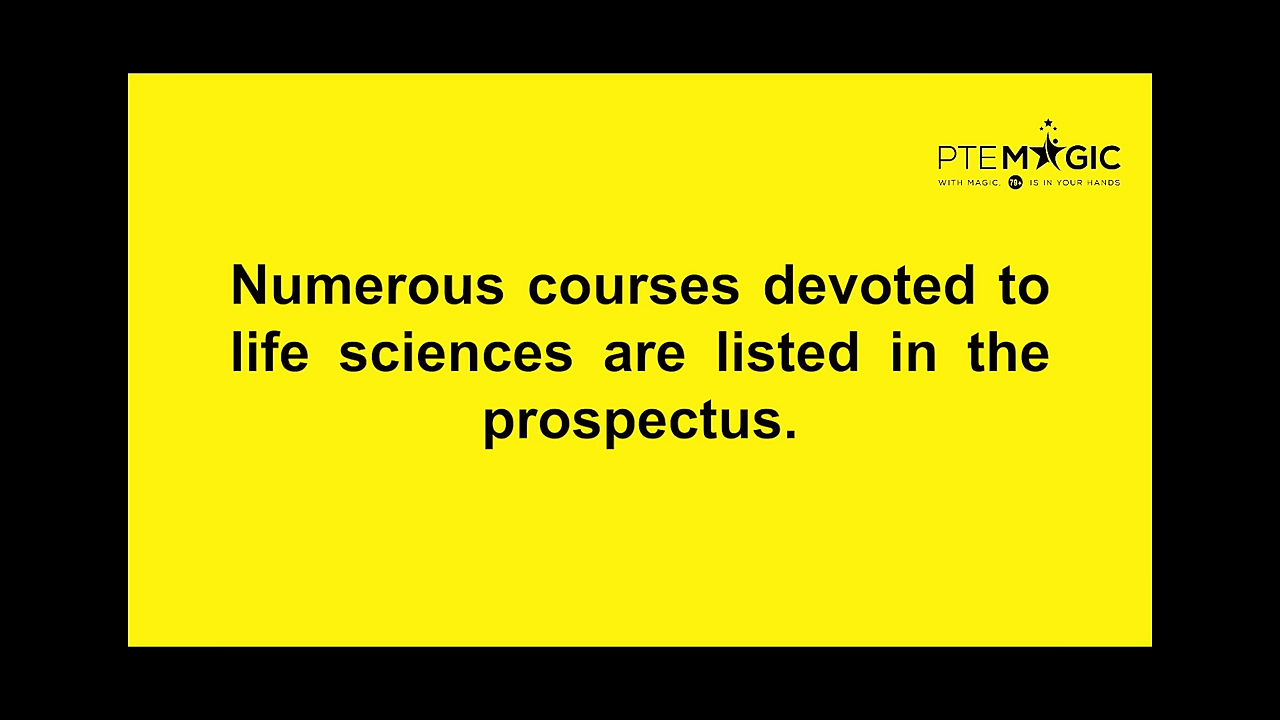 PTEMAGIC
WITH MAGIC, 79+ IS IN YOUR HANDS
Numerous courses devoted to
life sciences are listed in the
prospectus.